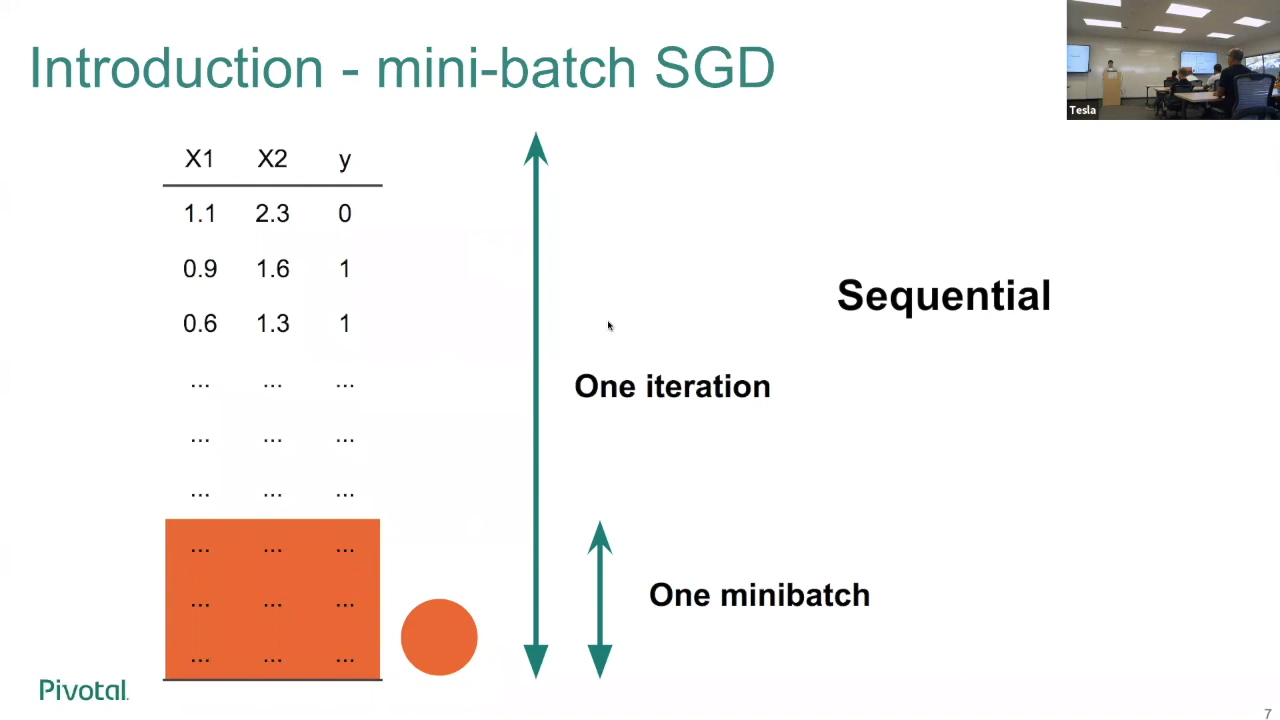 Introduction - mini-batch SGD
Tesla
X1 X2 y
1.1 2.3 0
0.9 1.6 1
0.6 1.3 1
... ... ...
... ... ...
... ... ...
... ... ...
... ... ...
... ... ...
Sequential
One iteration
One minibatch
Pivotal.
7